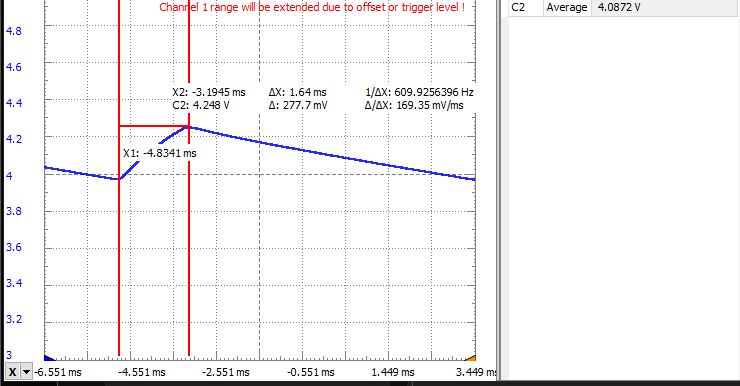 Channel 1 range will be extended due to offset or trigger level !
C2 Average 4.0872 V
4.8
4.6
X2: -3.1945 ms ΔX: 1.64 ms 1/ΔX: 609.9256396 Hz
C2: 4.248 V Δ: 277.7 mV Δ/ΔX: 169.35 mV/ms
4.4
4.2
X1: -4.8341 ms
4
3.8
3.6
3.4
3.2
3
X -6.551 ms -4.551 ms -2.551 ms -0.551 ms 1.449 ms 3.449 ms